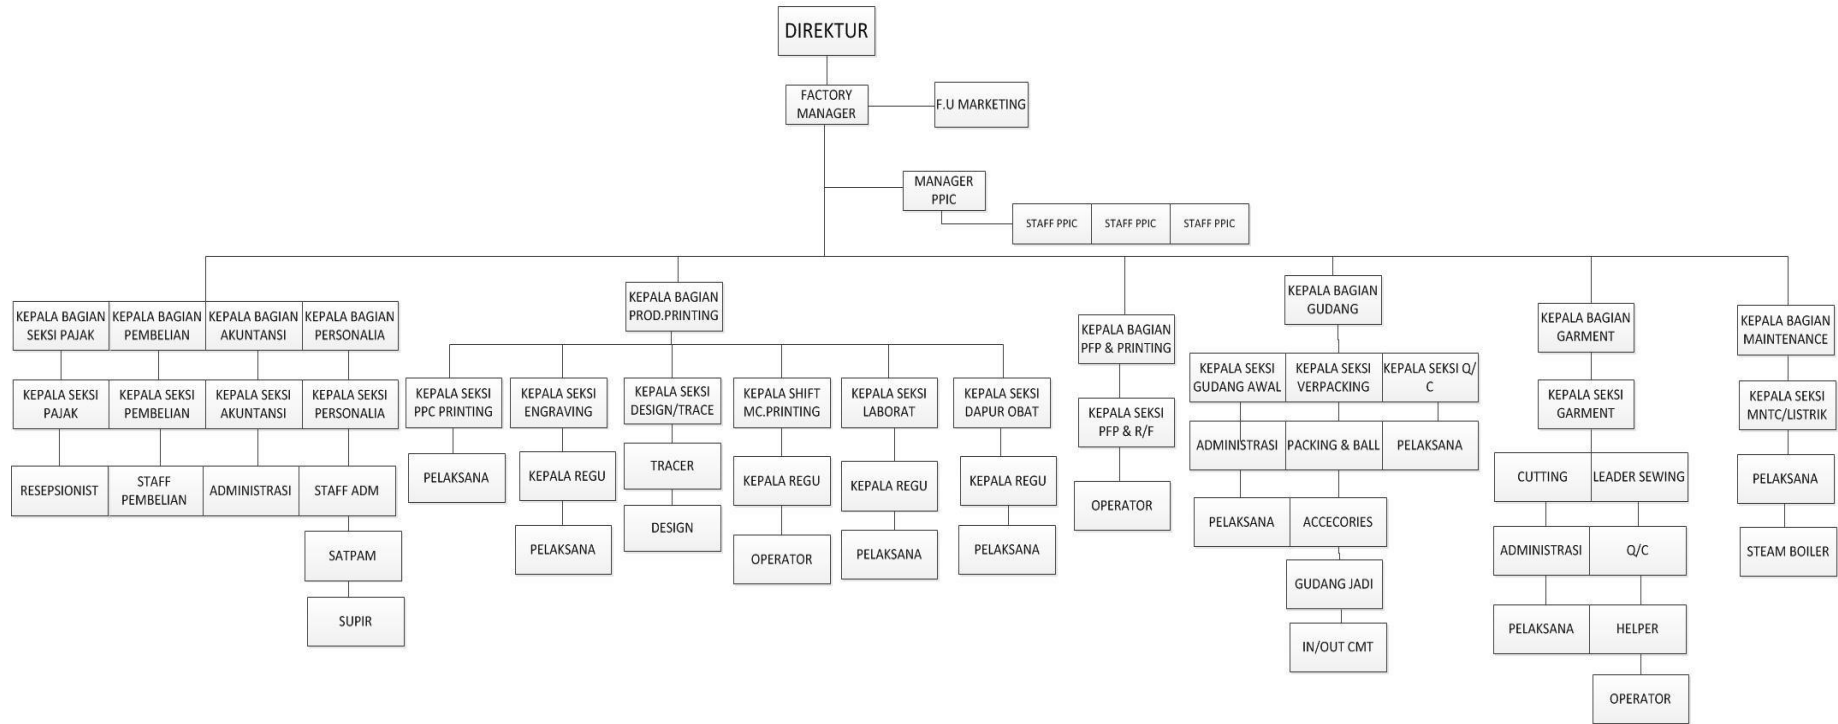 DIREKTUR
FACTORY
MANAGER
F.U MARKETING
MANAGER
PPIC
STAFF PPIC
STAFF PPIC
STAFF PPIC
KEPALA BAGIAN
SEKSI PAJAK
KEPALA BAGIAN
PEMBELIAN
KEPALA BAGIAN
AKUNTANSI
KEPALA BAGIAN
PERSONALIA
KEPALA BAGIAN
PROD.PRINTING
KEPALA BAGIAN
PFP & PRINTING
KEPALA BAGIAN
GUDANG
KEPALA BAGIAN
GARMENT
KEPALA BAGIAN
MAINTENANCE
KEPALA SEKSI
PAJAK
KEPALA SEKSI
PEMBELIAN
KEPALA SEKSI
AKUNTANSI
KEPALA SEKSI
PERSONALIA
KEPALA SEKSI
PPC PRINTING
KEPALA SEKSI
ENGRAVING
KEPALA SEKSI
DESIGN/TRACE
KEPALA SHIFT
MC.PRINTING
KEPALA SEKSI
LABORAT
KEPALA SEKSI
DAPUR OBAT
KEPALA SEKSI
PFP & R/F
KEPALA SEKSI
GUDANG AWAL
KEPALA SEKSI
VERPACKING
KEPALA SEKSI Q/
C
KEPALA SEKSI
GARMENT
KEPALA SEKSI
MNTC/LISTRIK
RESEPSIONIST
STAFF
PEMBELIAN
ADMINISTRASI
STAFF ADM
PELAKSANA
KEPALA REGU
TRACER
KEPALA REGU
KEPALA REGU
KEPALA REGU
OPERATOR
ADMINISTRASI
PACKING & BALL
PELAKSANA
CUTTING
LEADER SEWING
PELAKSANA
SATPAM
PELAKSANA
DESIGN
OPERATOR
PELAKSANA
PELAKSANA
PELAKSANA
ACCECORIES
ADMINISTRASI
Q/C
STEAM BOILER
SUPIR
GUDANG JADI
PELAKSANA
HELPER
IN/OUT CMT
OPERATOR